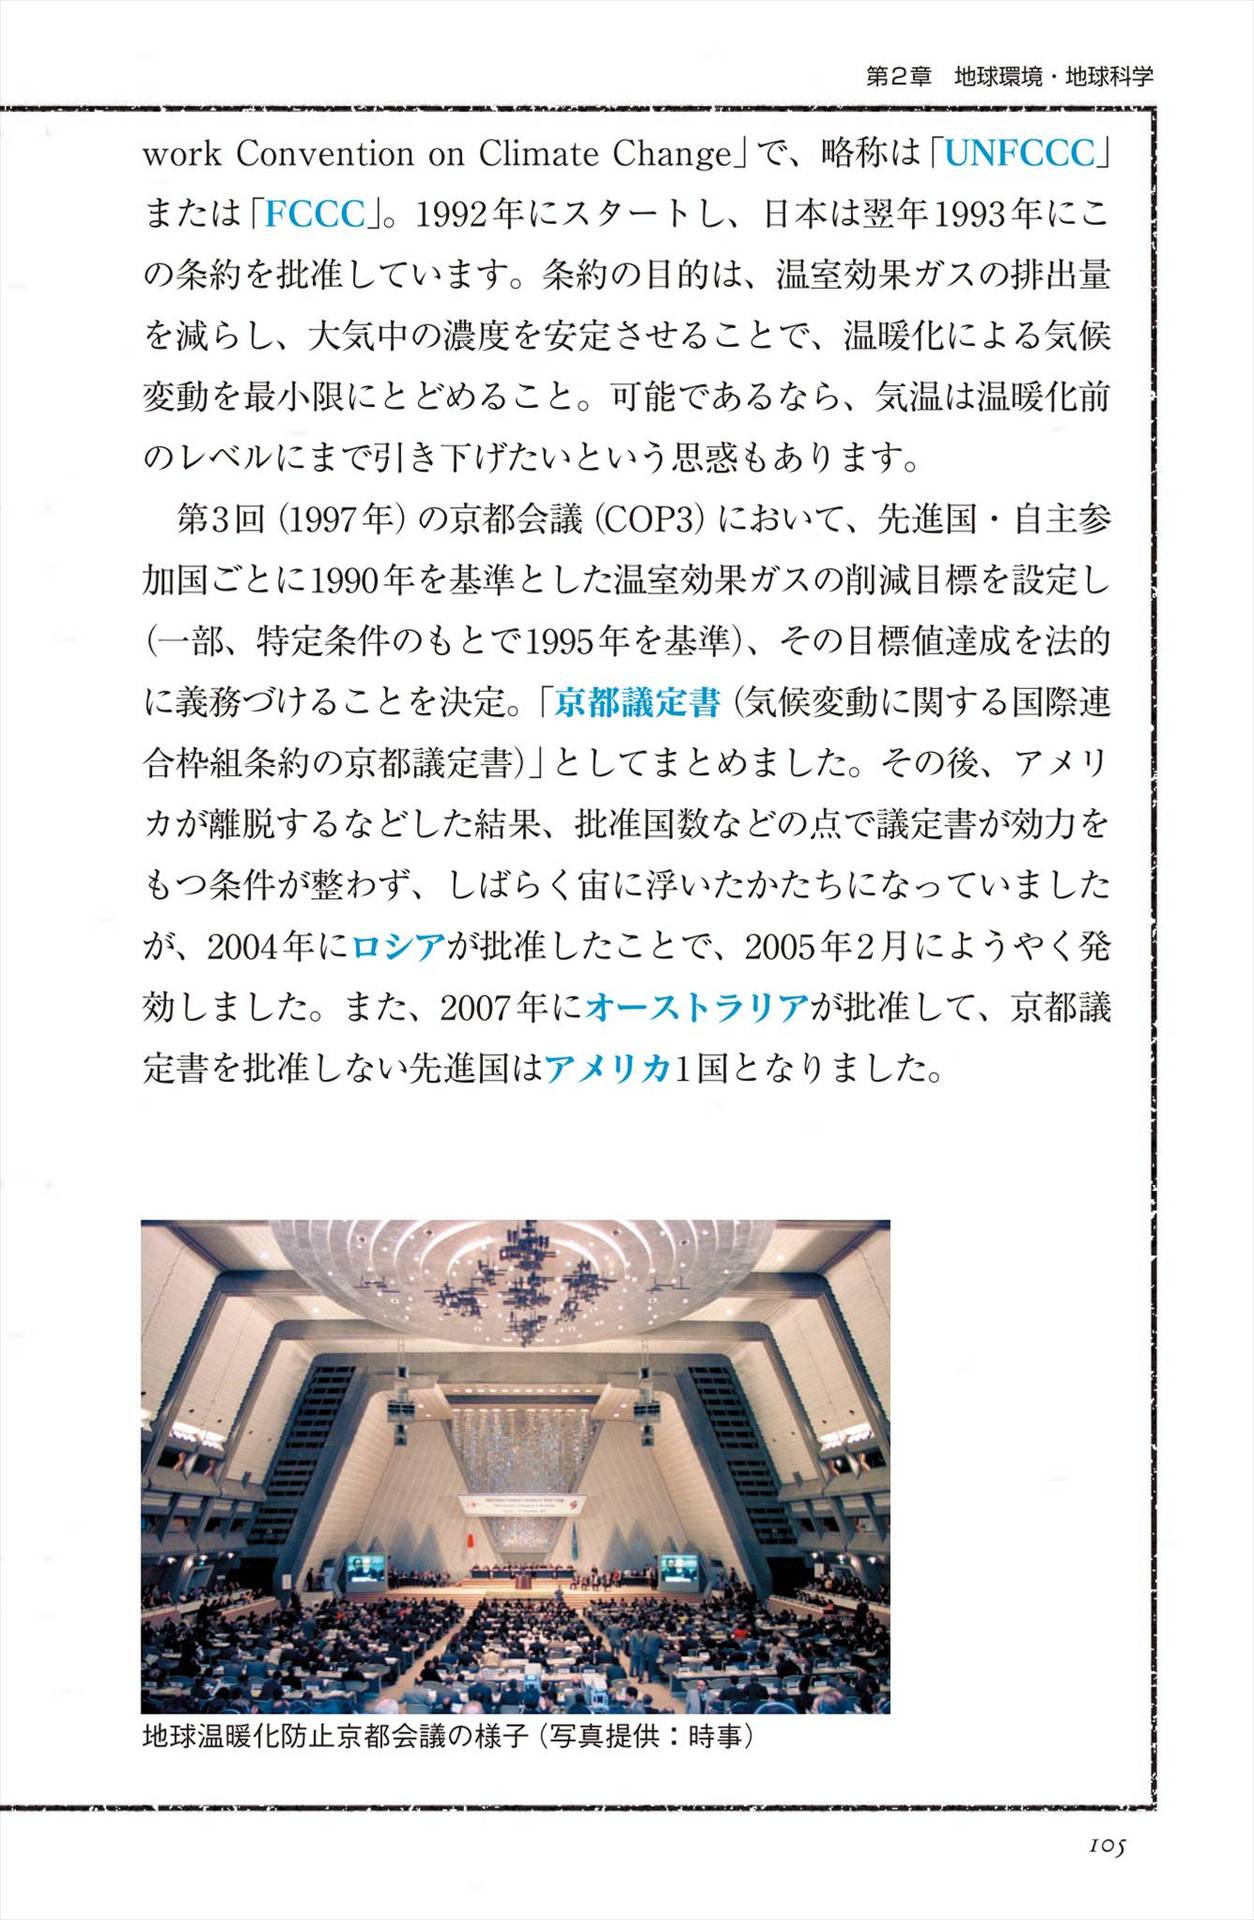 第2章　地球環境・地球科学
work Convention on Climate Change」で、略称は「UNFCCC」
または「FCCC」。1992年にスタートし、日本は翌年1993年にこ
の条約を批准しています。条約の目的は、温室効果ガスの排出量
を減らし、大気中の濃度を安定させることで、温暖化による気候
変動を最小限にとどめること。可能であるなら、気温は温暖化前
のレベルにまで引き下げたいという思惑もあります。
第3回（1997年）の京都会議（COP3）において、先進国・自主参
加国ごとに1990年を基準とした温室効果ガスの削減目標を設定し
（一部、特定条件のもとで1995年を基準）、その目標値達成を法的
に義務づけることを決定。「京都議定書（気候変動に関する国際連
合枠組条約の京都議定書）」としてまとめました。その後、アメリ
カが離脱するなどした結果、批准国数などの点で議定書が効力を
もつ条件が整わず、しばらく宙に浮いたかたちになっていました
が、2004年にロシアが批准したことで、2005年2月にようやく発
効しました。また、2007年にオーストラリアが批准して、京都議
定書を批准しない先進国はアメリカ1国となりました。
地球温暖化防止京都会議の様子（写真提供：時事）
105